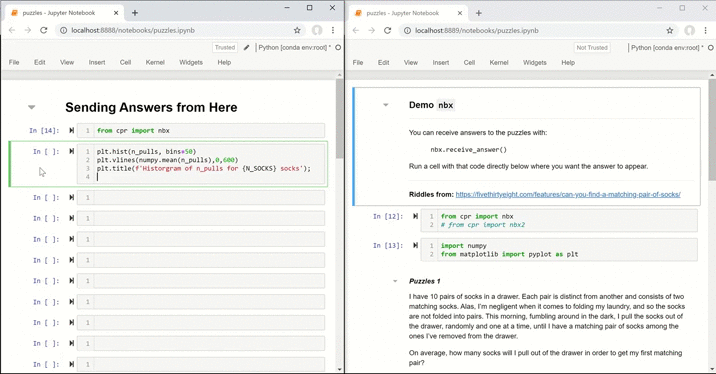 puzzles - Jupyter Notebook
localhost:8888/notebooks/puzzles.ipynb
Trusted Python [conda env:root] *
File Edit View Insert Cell Kernel Widgets Help
Sending Answers from Here
In [14]: 1 from cpr import nbx
In [ ]: 1 plt.hist(n_pulls, bins=50)
2 plt.vlines(numpy.mean(n_pulls),0,600)
3 plt.title(f'Historgram of n_pulls for {N_SOCKS} socks');
4
In [ ]: 1
In [ ]: 1
In [ ]: 1
In [ ]: 1
In [ ]: 1
In [ ]: 1
In [ ]: 1
In [ ]: 1
In [ ]: 1
puzzles - Jupyter Notebook
localhost:8889/notebooks/puzzles.ipynb
Not Trusted Python [conda env:root] *
File Edit View Insert Cell Kernel Widgets Help
Demo nbx
You can receive answers to the puzzles with:
nbx.receive_answer()
Run a cell with that code directly below where you want the answer to appear.
Riddles from: https://fivethirtyeight.com/features/can-you-find-a-matching-pair-of-socks/
In [12]: 1 from cpr import nbx
2 # from cpr import nbx2
In [13]: 1 import numpy
2 from matplotlib import pyplot as plt
Puzzles 1
I have 10 pairs of socks in a drawer. Each pair is distinct from another and consists of two
matching socks. Alas, I'm negligent when it comes to folding my laundry, and so the socks
are not folded into pairs. This morning, fumbling around in the dark, I pull the socks out of
the drawer, randomly and one at a time, until I have a matching pair of socks among the
ones I've removed from the drawer.
On average, how many socks will I pull out of the drawer in order to get my first matching
pair?